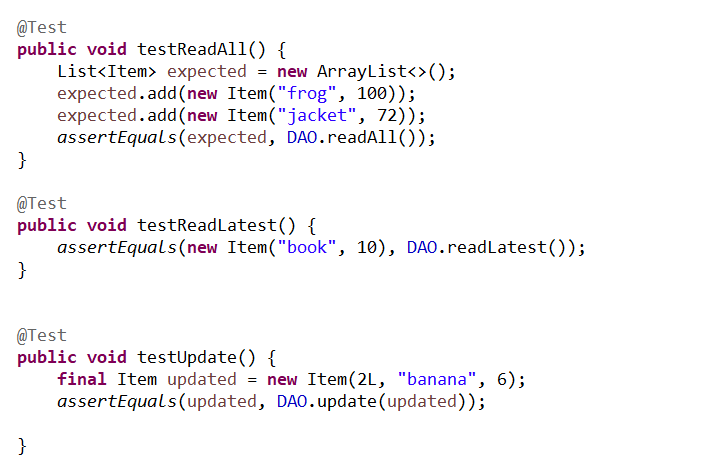 @Test
public void testReadAll() {
    List<Item> expected = new ArrayList<>();
    expected.add(new Item("frog", 100));
    expected.add(new Item("jacket", 72));
    assertEquals(expected, DAO.readAll());
}
@Test
public void testReadLatest() {
    assertEquals(new Item("book", 10), DAO.readLatest());
}
@Test
public void testUpdate() {
    final Item updated = new Item(2L, "banana", 6);
    assertEquals(updated, DAO.update(updated));
}